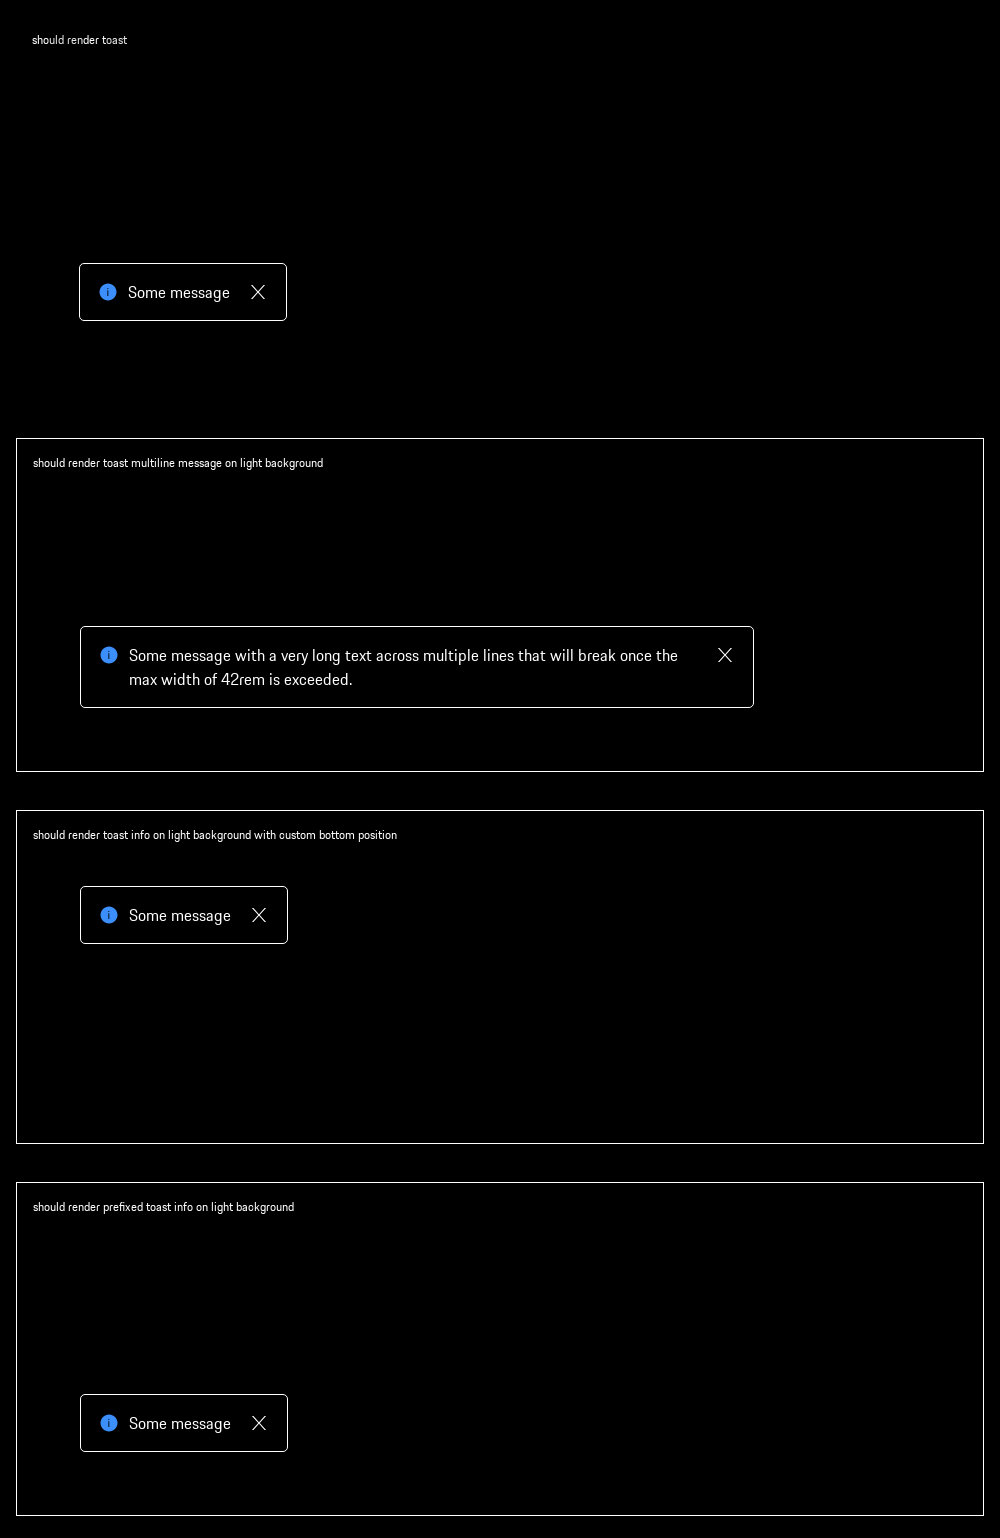 should render toast
Some message
should render toast multiline message on light background
Some message with a very long text across multiple lines that will break once the
max width of 42rem is exceeded.
should render toast info on light background with custom bottom position
Some message
should render prefixed toast info on light background
Some message